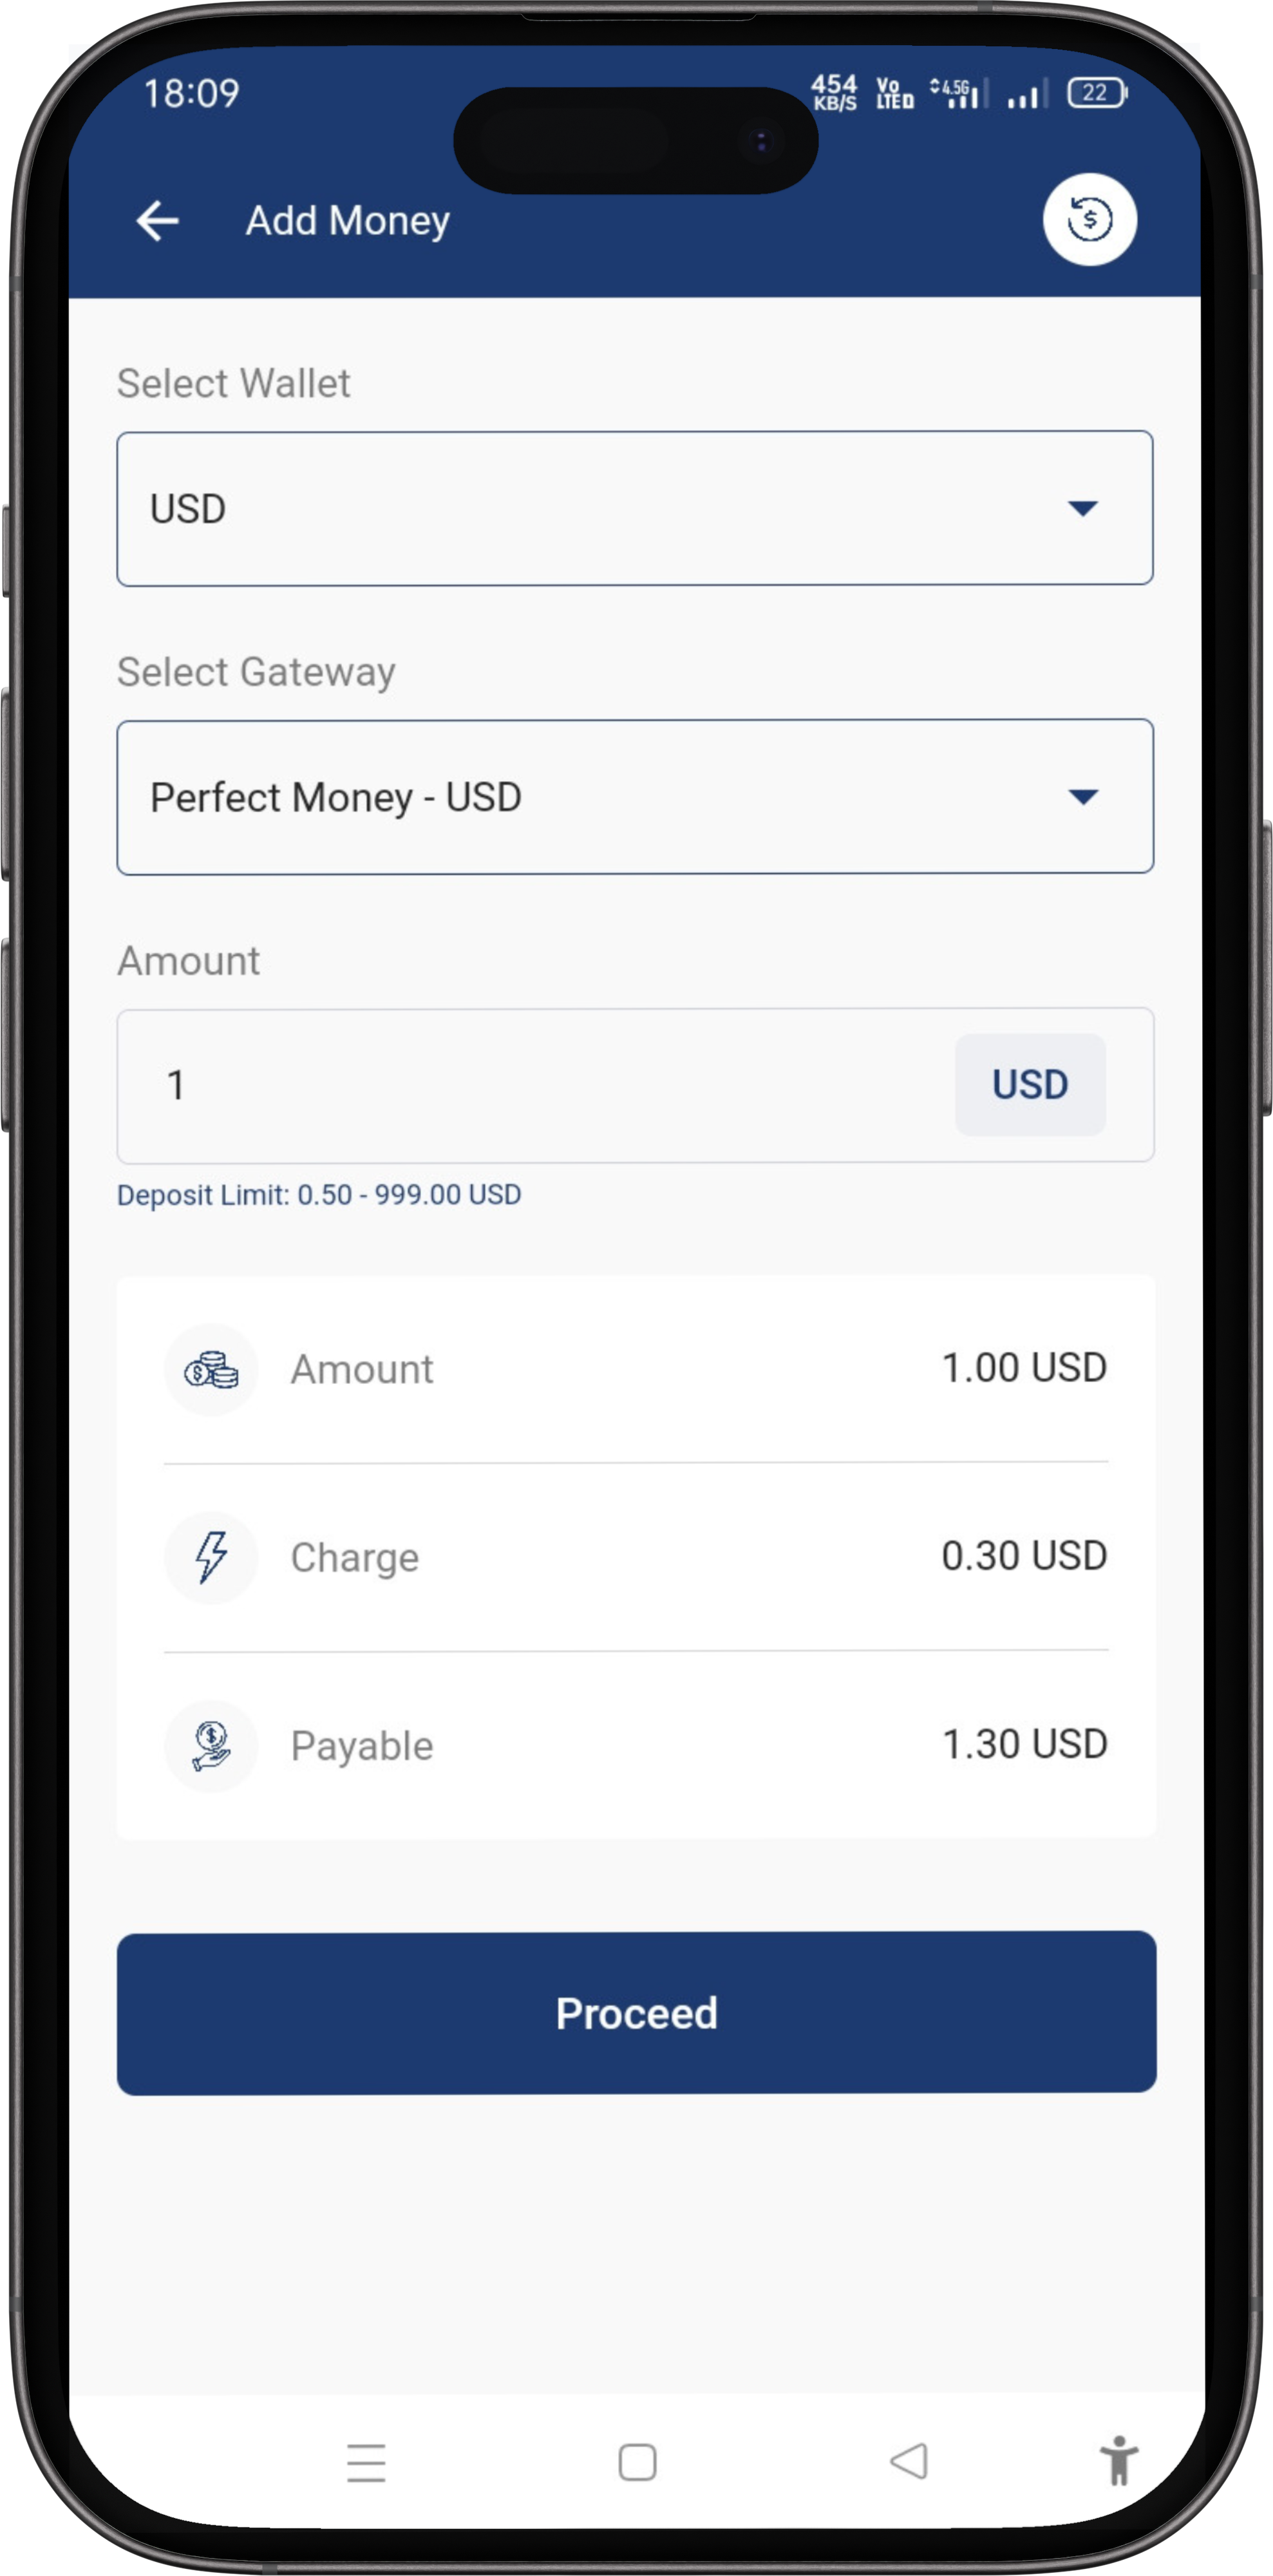 18:09
454
KB/S
Vo
LTED
4.5G
22
Add Money
Select Wallet
USD
Select Gateway
Perfect Money - USD
Amount
1
USD
Deposit Limit: 0.50 - 999.00 USD
Amount
1.00 USD
Charge
0.30 USD
Payable
1.30 USD
Proceed